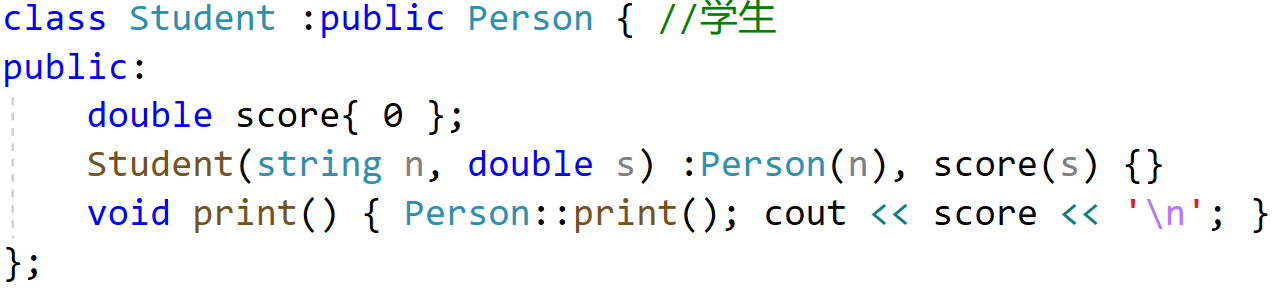 class Student :public Person { //学生
public:
    double score{ 0 };
    Student(string n, double s) :Person(n), score(s) {}
    void print() { Person::print(); cout << score << '\n'; }
};